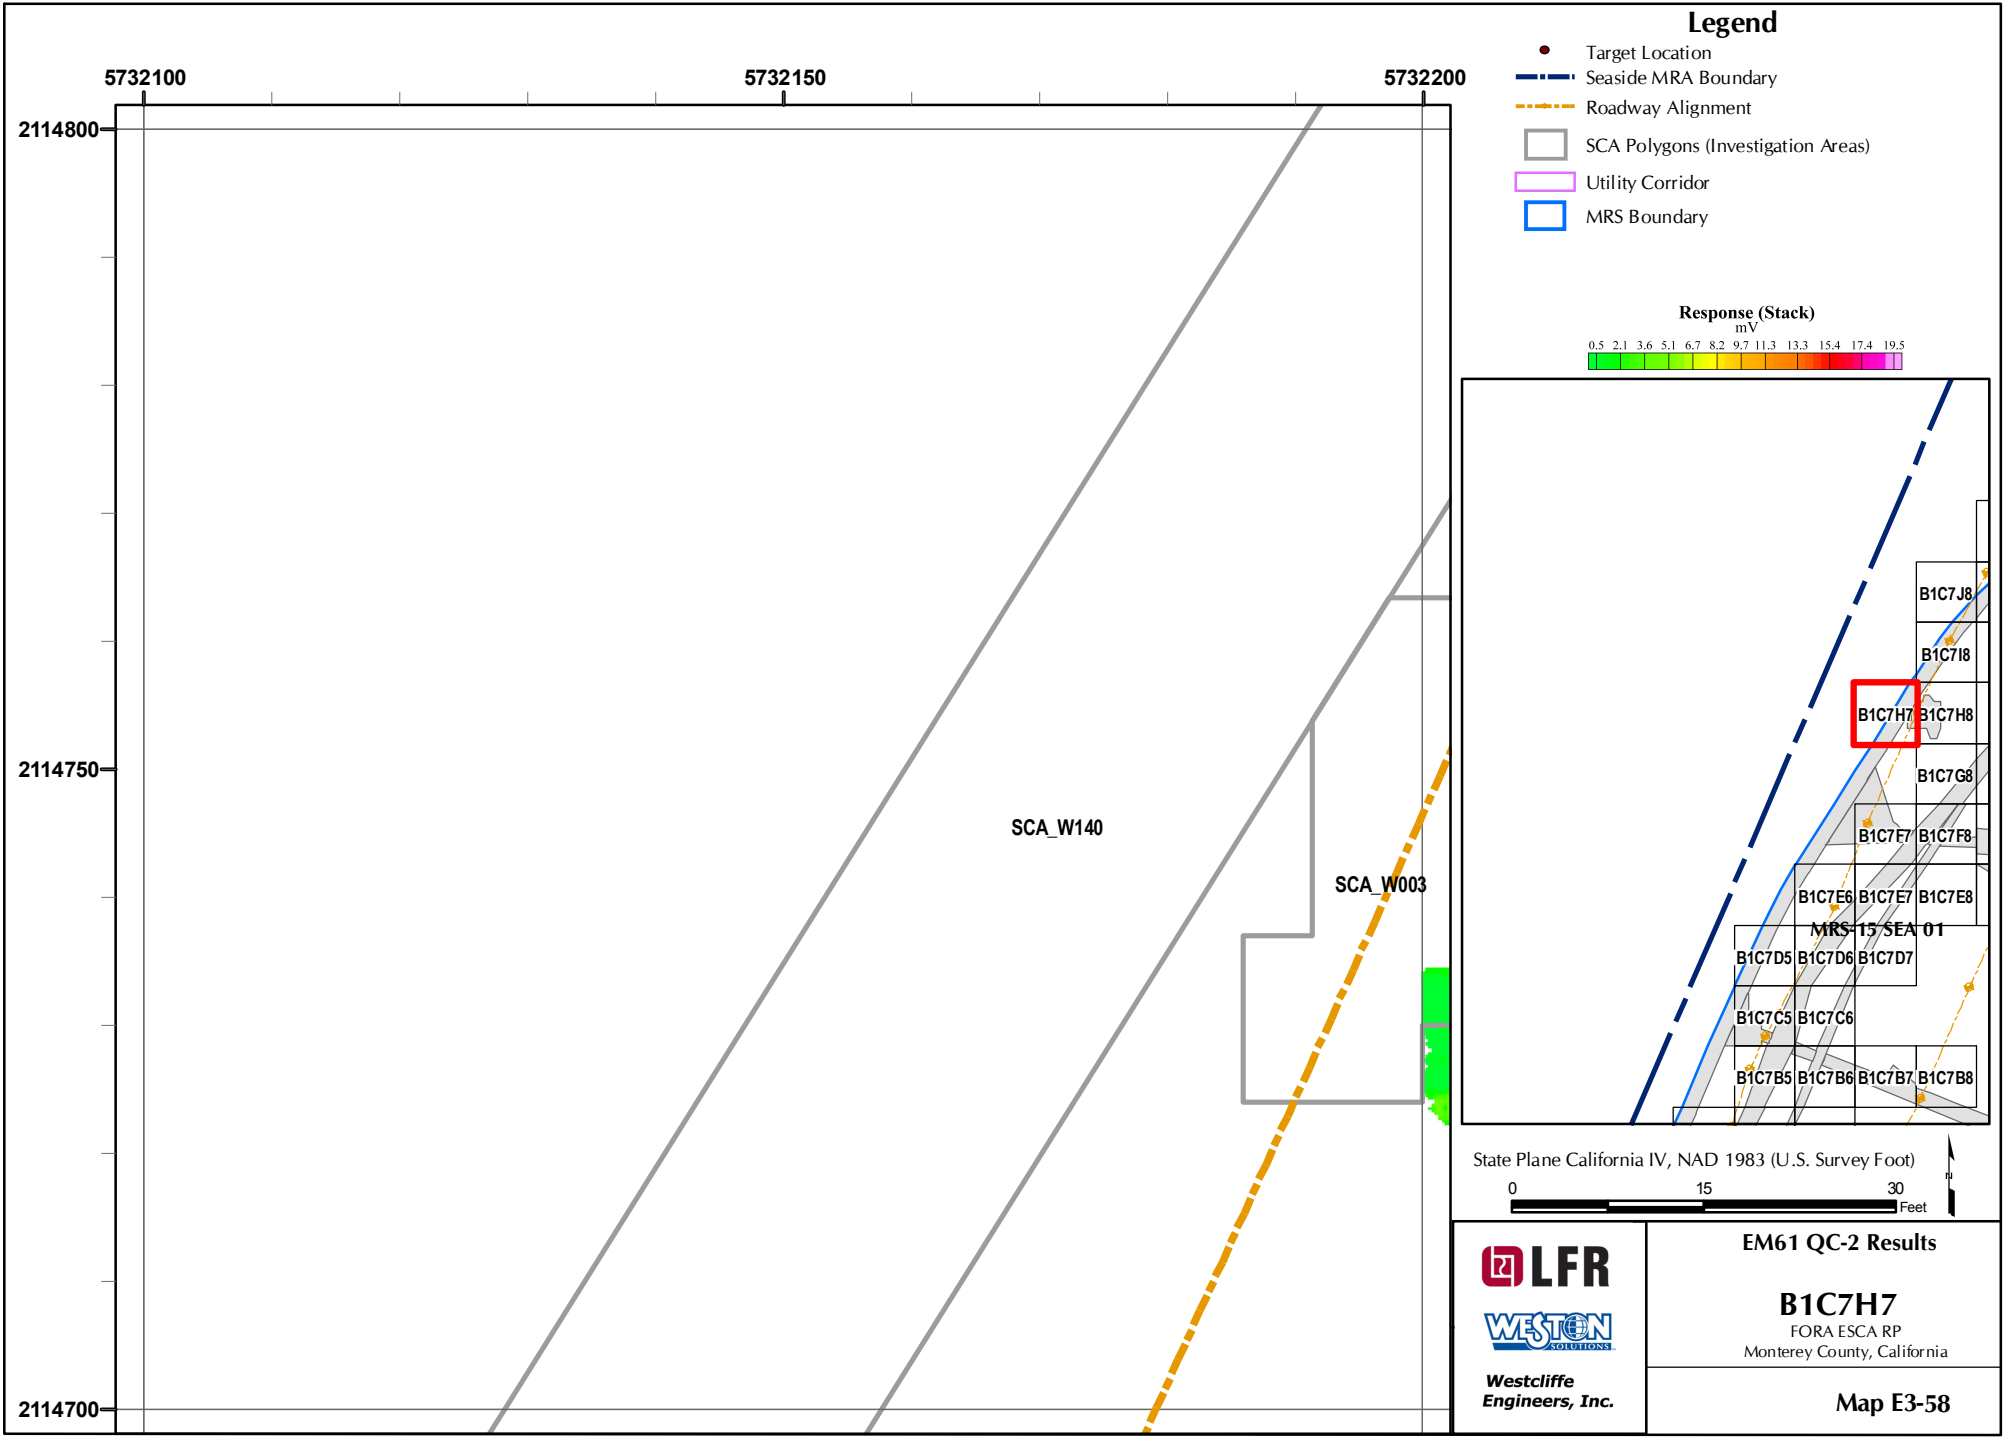 5732100
5732150
5732200
2114800
2114750
2114700
SCA_W140
SCA_W003
Legend
Target Location
Seaside MRA Boundary
Roadway Alignment
SCA Polygons (Investigation Areas)
Utility Corridor
MRS Boundary
Response (Stack)
mV
0.5 2.1 3.6 5.1 6.7 8.2 9.7 11.3 13.3 15.4 17.4 19.5
B1C7J8
B1C7I8
B1C7H7 B1C7H8
B1C7G8
B1C7F7 B1C7F8
B1C7E6 B1C7E7 B1C7E8
MRS-15 SEA 01
B1C7D5 B1C7D6 B1C7D7
B1C7C5 B1C7C6
B1C7B5 B1C7B6 B1C7B7 B1C7B8
State Plane California IV, NAD 1983 (U.S. Survey Foot)
0 15 30
Feet
N
LFR
WESTON
SOLUTIONS
Westcliffe
Engineers, Inc.
EM61 QC-2 Results
B1C7H7
FORA ESCA RP
Monterey County, California
Map E3-58